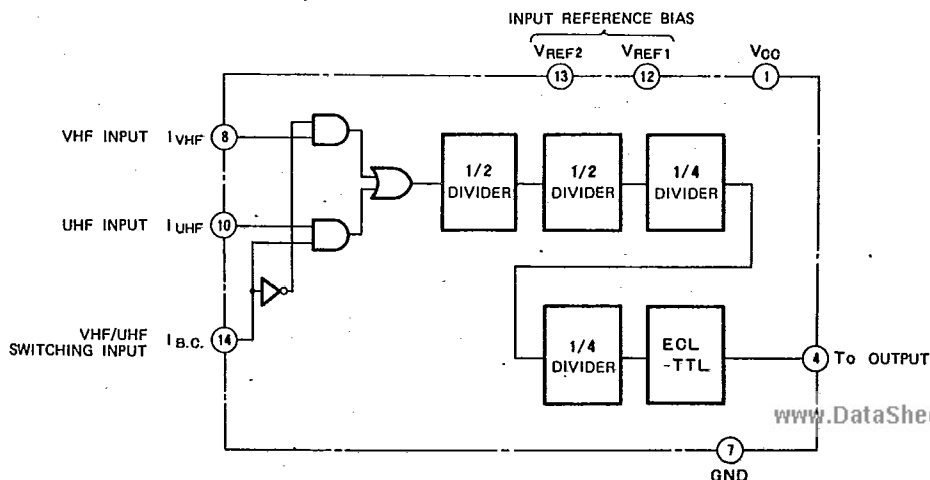 INPUT REFERENCE BIAS
VREF2 VREF1 VCC
13 12 1
VHF INPUT IVHF 8
UHF INPUT IUHF 10
VHF/UHF
SWITCHING INPUT IB.C. 14
1/2
DIVIDER
1/2
DIVIDER
1/4
DIVIDER
1/4
DIVIDER
ECL
-TTL
4 To OUTPUT
www.DataShe
7
GND